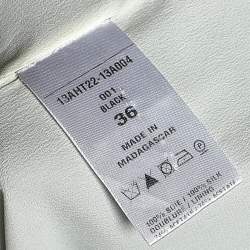 13AHT22-13A004
001
BLACK
36
MADE IN
MADAGASCAR
P
100% SOIE / 100% SILK
DOUBLURE / LINING